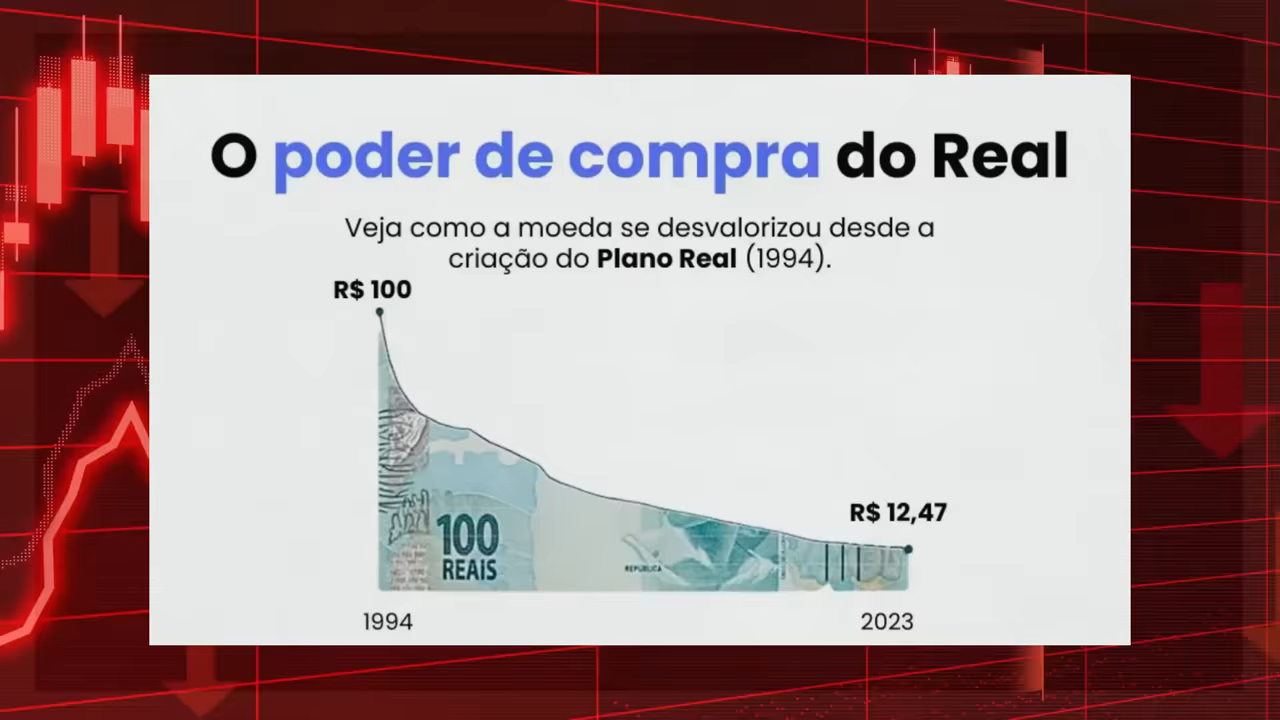 O poder de compra do Real
Veja como a moeda se desvalorizou desde a
criação do Plano Real (1994).
R$ 100
R$ 12,47
100
REAIS
REPÚBLICA
1994
2023